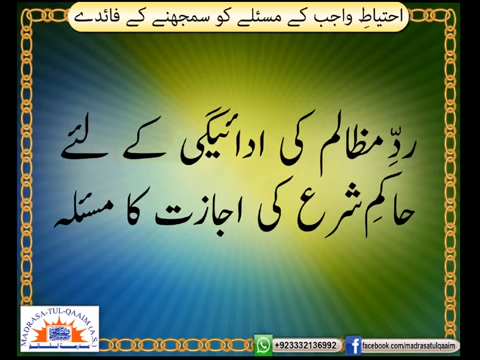 احتیاطِ واجب کے مسئلے کو سمجھنے کے فائدے
ردِّ مظالم کی ادائیگی کے لئے
حاکمِ شرع کی اجازت کا مسئلہ
MADRASA-TUL-QAAIM (A.S.)
+923332136992
facebook.com/madrasatulqaaim